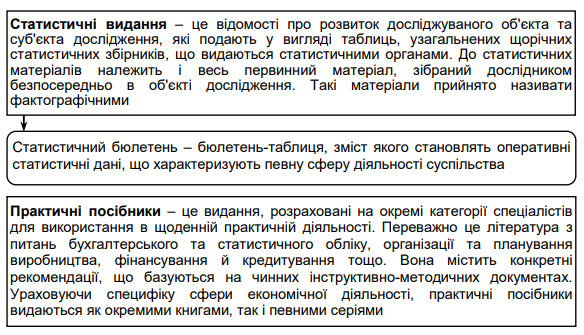 Статистичні видання – це відомості про розвиток досліджуваного об'єкта та
суб'єкта дослідження, які подають у вигляді таблиць, узагальнених щорічних
статистичних збірників, що видаються статистичними органами. До статистичних
матеріалів належить і весь первинний матеріал, зібраний дослідником
безпосередньо в об'єкті дослідження. Такі матеріали прийнято називати
фактографічними
Статистичний бюлетень – бюлетень-таблиця, зміст якого становлять оперативні
статистичні дані, що характеризують певну сферу діяльності суспільства
Практичні посібники – це видання, розраховані на окремі категорії спеціалістів
для використання в щоденній практичній діяльності. Переважно це література з
питань бухгалтерського та статистичного обліку, організації та планування
виробництва, фінансування й кредитування тощо. Вона містить конкретні
рекомендації, що базуються на чинних інструктивно-методичних документах.
Ураховуючи специфіку сфери економічної діяльності, практичні посібники
видаються як окремими книгами, так і певними серіями